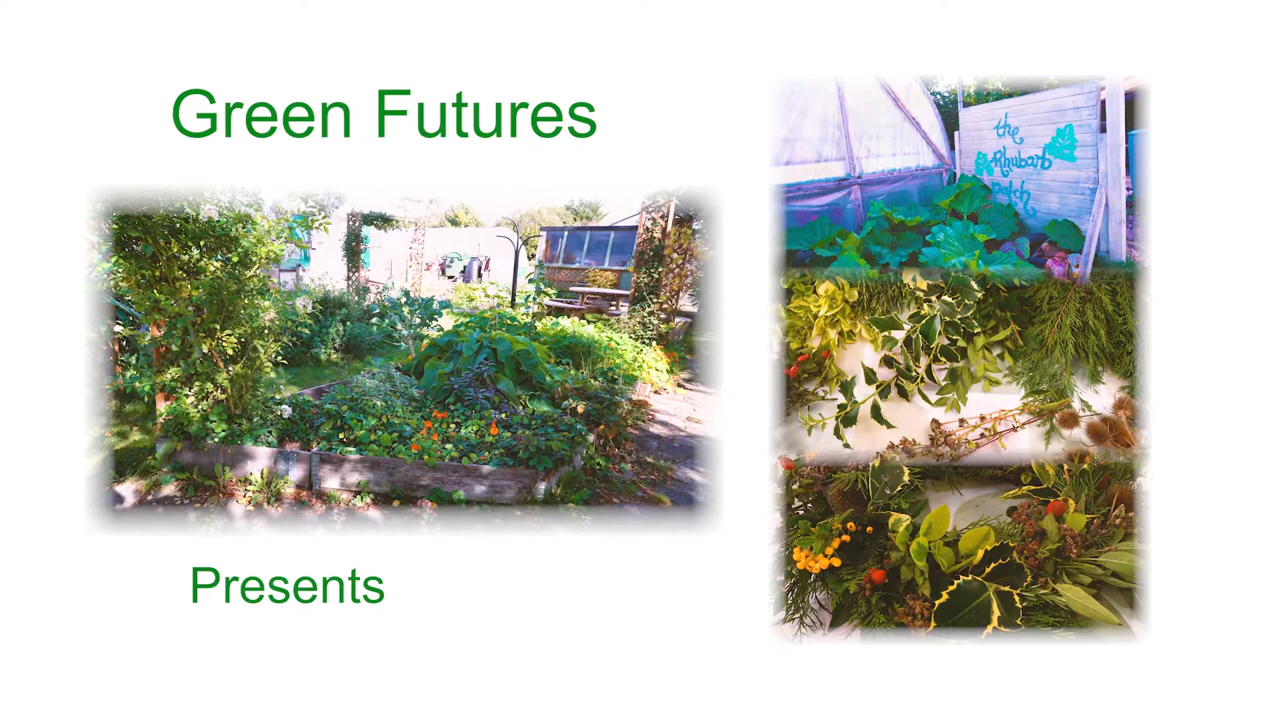 Green Futures
the
Rhubarb
Patch
Presents